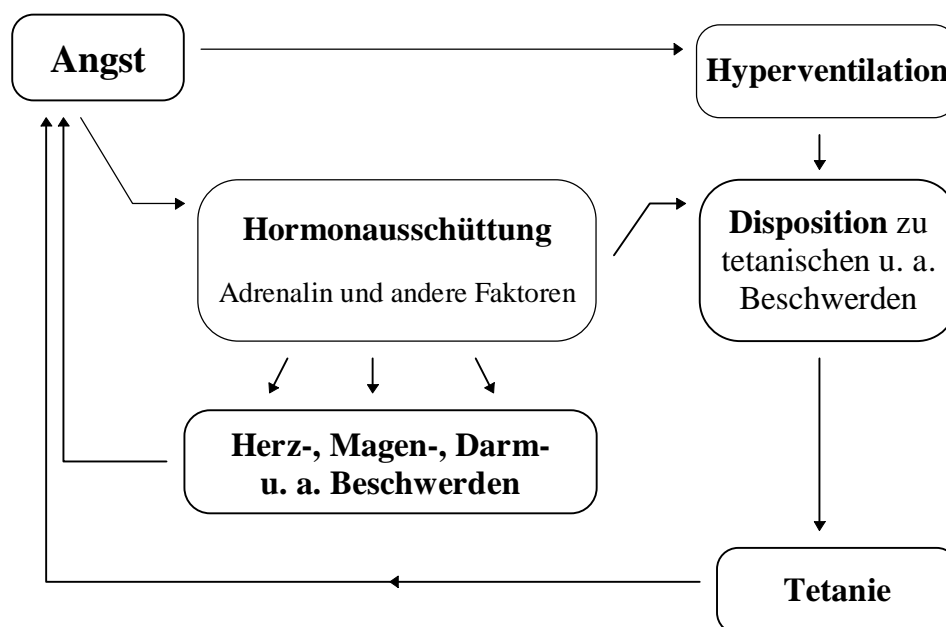 Angst
Hyperventilation
Hormonausschüttung
Adrenalin und andere Faktoren
Disposition zu
tetanischen u. a.
Beschwerden
Herz-, Magen-, Darm-
u. a. Beschwerden
Tetanie